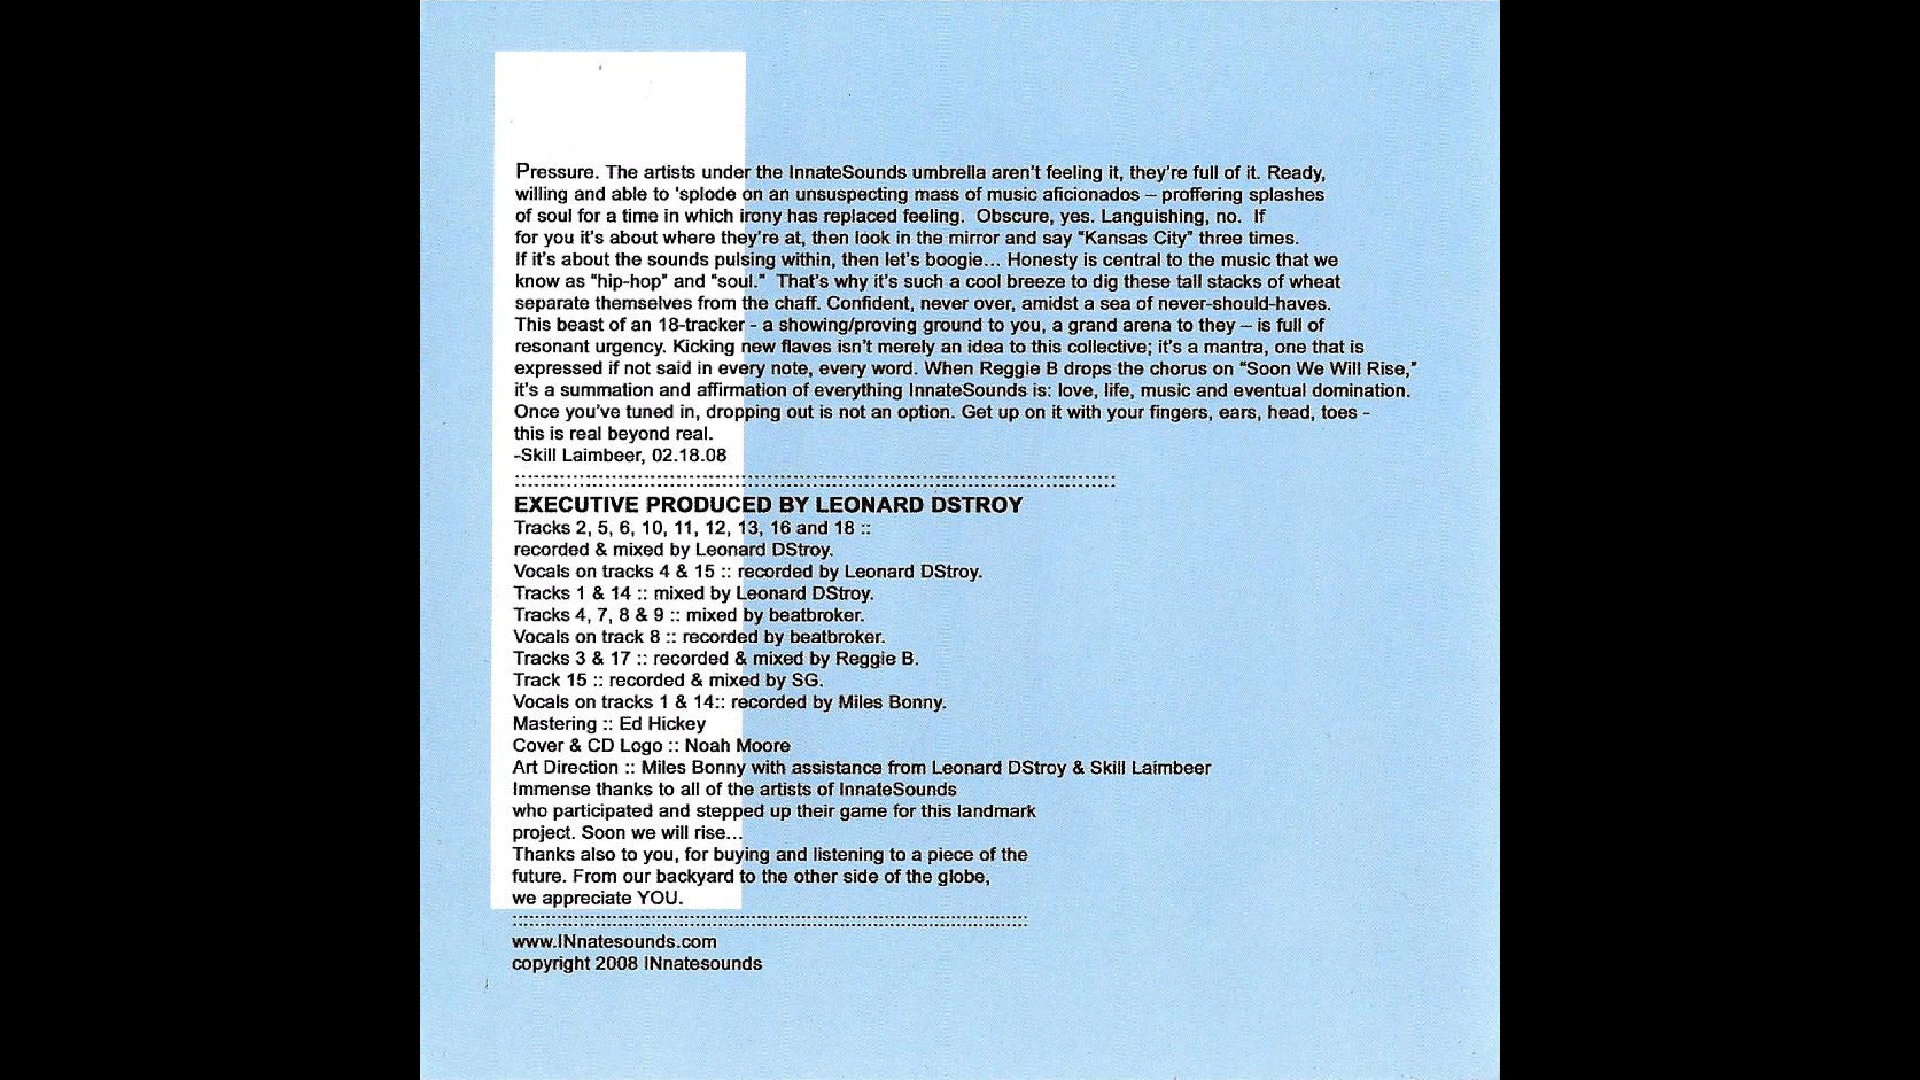 Pressure. The artists under the InnateSounds umbrella aren't feeling it, they're full of it. Ready,
willing and able to 'splode on an unsuspecting mass of music aficionados – proffering splashes
of soul for a time in which irony has replaced feeling.  Obscure, yes. Languishing, no.  If
for you it's about where they're at, then look in the mirror and say "Kansas City" three times.
If it's about the sounds pulsing within, then let's boogie... Honesty is central to the music that we
know as "hip-hop" and "soul."  That's why it's such a cool breeze to dig these tall stacks of wheat
separate themselves from the chaff. Confident, never over, amidst a sea of never-should-haves.
This beast of an 18-tracker - a showing/proving ground to you, a grand arena to they – is full of
resonant urgency. Kicking new flaves isn't merely an idea to this collective; it's a mantra, one that is
expressed if not said in every note, every word. When Reggie B drops the chorus on "Soon We Will Rise,"
it's a summation and affirmation of everything InnateSounds is: love, life, music and eventual domination.
Once you've tuned in, dropping out is not an option. Get up on it with your fingers, ears, head, toes -
this is real beyond real.
-Skill Laimbeer, 02.18.08
EXECUTIVE PRODUCED BY LEONARD DSTROY
Tracks 2, 5, 6, 10, 11, 12, 13, 16 and 18 ::
recorded & mixed by Leonard DStroy.
Vocals on tracks 4 & 15 :: recorded by Leonard DStroy.
Tracks 1 & 14 :: mixed by Leonard DStroy.
Tracks 4, 7, 8 & 9 :: mixed by beatbroker.
Vocals on track 8 :: recorded by beatbroker.
Tracks 3 & 17 :: recorded & mixed by Reggie B.
Track 15 :: recorded & mixed by SG.
Vocals on tracks 1 & 14:: recorded by Miles Bonny.
Mastering :: Ed Hickey
Cover & CD Logo :: Noah Moore
Art Direction :: Miles Bonny with assistance from Leonard DStroy & Skill Laimbeer
Immense thanks to all of the artists of InnateSounds
who participated and stepped up their game for this landmark
project. Soon we will rise...
Thanks also to you, for buying and listening to a piece of the
future. From our backyard to the other side of the globe,
we appreciate YOU.
www.INnatesounds.com
copyright 2008 INnatesounds